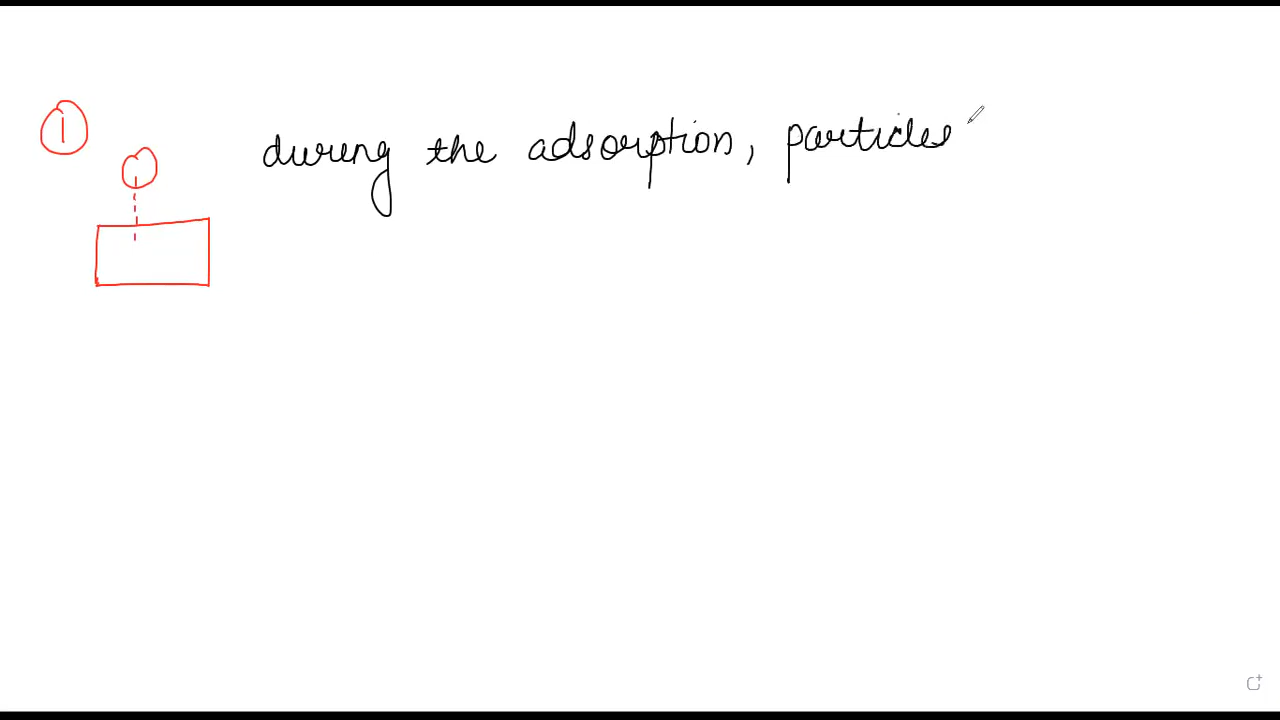 1
during the adsorption, particles